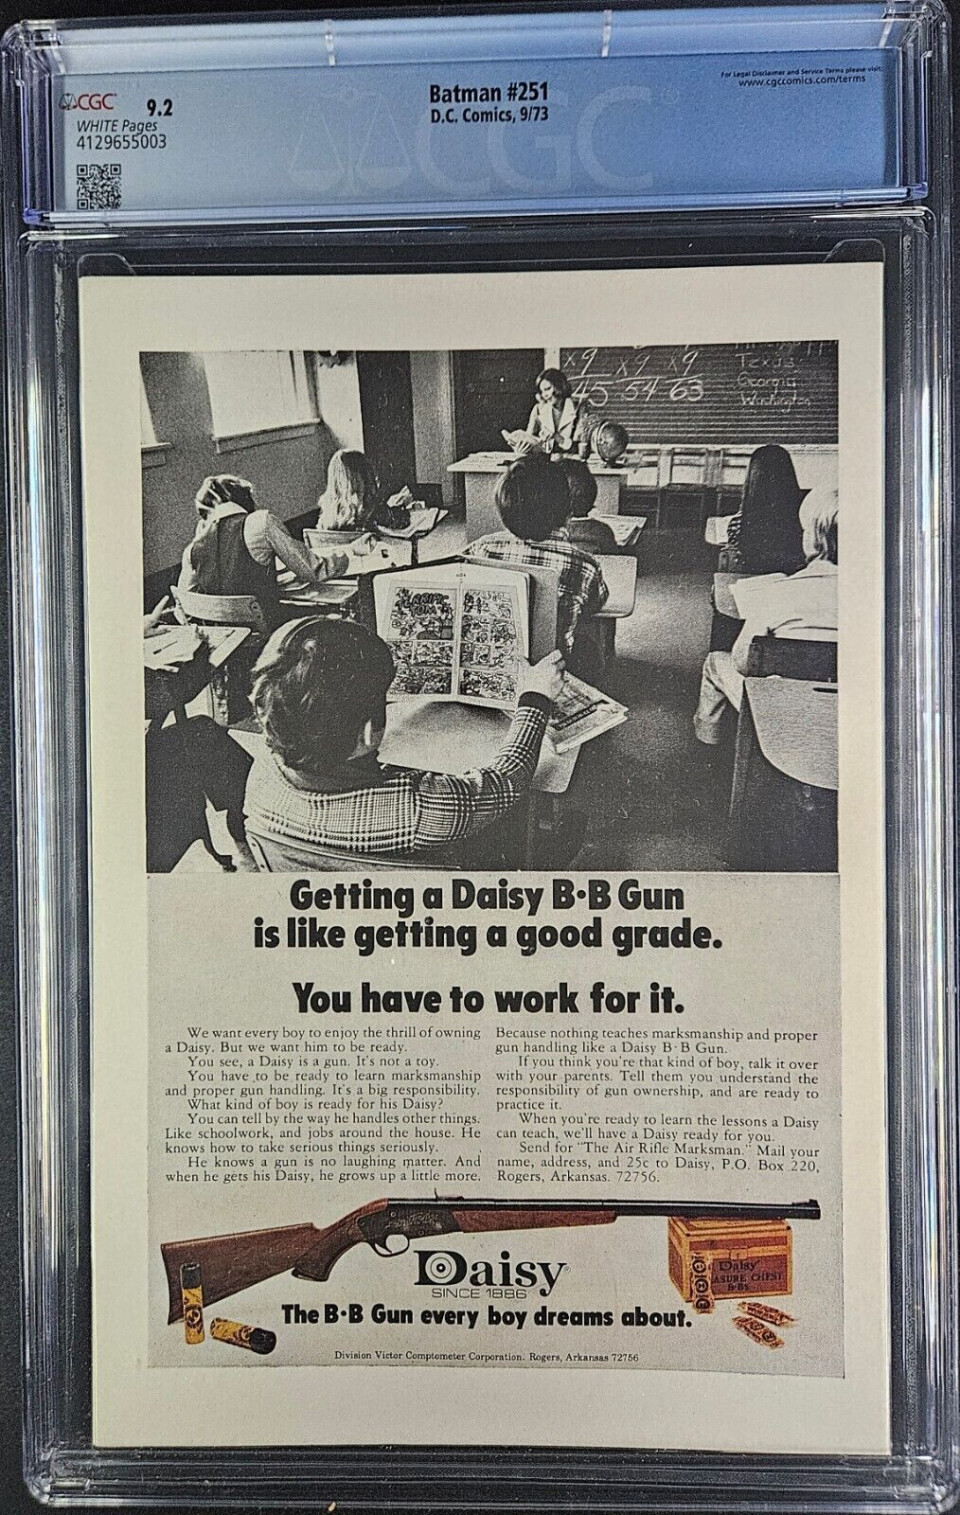 For Legal Disclaimer and Service Terms please visit:
www.cgccomics.com/terms
CGC 9.2
WHITE Pages
4129655003
Batman #251
D.C. Comics, 9/73
CGC
x9 x9 x9
45 54 63
Texas
Georgia
Washington
Getting a Daisy B·B Gun
is like getting a good grade.
You have to work for it.
We want every boy to enjoy the thrill of owning
a Daisy. But we want him to be ready.
You see, a Daisy is a gun. It's not a toy.
You have to be ready to learn marksmanship
and proper gun handling. It's a big responsibility.
What kind of boy is ready for his Daisy?
You can tell by the way he handles other things.
Like schoolwork, and jobs around the house. He
knows how to take serious things seriously.
He knows a gun is no laughing matter. And
when he gets his Daisy, he grows up a little more.
Because nothing teaches marksmanship and proper
gun handling like a Daisy B·B Gun.
If you think you're that kind of boy, talk it over
with your parents. Tell them you understand the
responsibility of gun ownership, and are ready to
practice it.
When you're ready to learn the lessons a Daisy
can teach, we'll have a Daisy ready for you.
Send for "The Air Rifle Marksman." Mail your
name, address, and 25¢ to Daisy, P.O. Box 220,
Rogers, Arkansas. 72756.
Daisy
ASURE CHEST
B·Bs
Daisy
SINCE 1886
The B·B Gun every boy dreams about.
Division Victor Comptometer Corporation. Rogers, Arkansas 72756